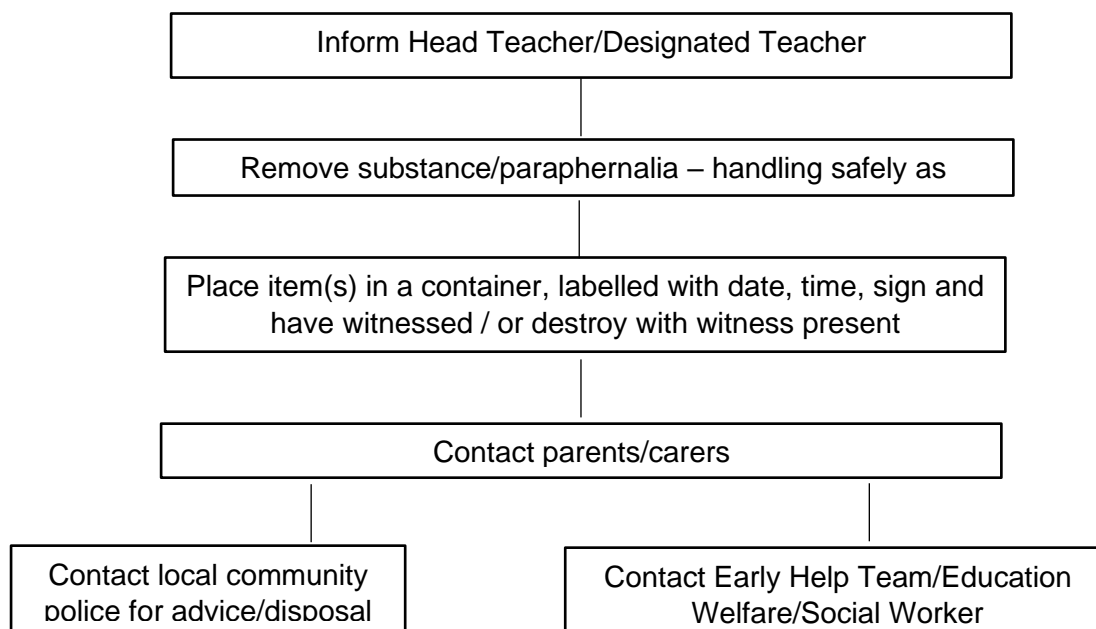 Inform Head Teacher/Designated Teacher
Remove substance/paraphernalia – handling safely as
Place item(s) in a container, labelled with date, time, sign and
have witnessed / or destroy with witness present
Contact parents/carers
Contact local community
police for advice/disposal
Contact Early Help Team/Education
Welfare/Social Worker